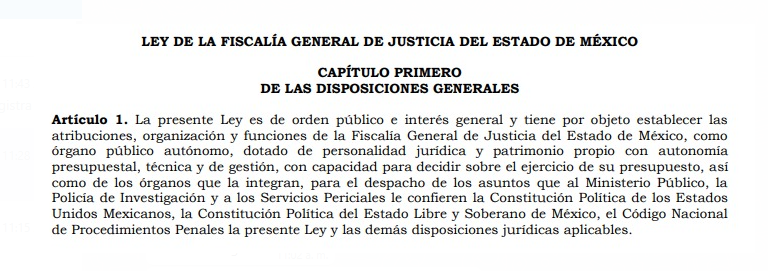 LEY DE LA FISCALÍA GENERAL DE JUSTICIA DEL ESTADO DE MÉXICO
CAPÍTULO PRIMERO
DE LAS DISPOSICIONES GENERALES
Artículo 1. La presente Ley es de orden público e interés general y tiene por objeto establecer las
atribuciones, organización y funciones de la Fiscalía General de Justicia del Estado de México, como
órgano público autónomo, dotado de personalidad jurídica y patrimonio propio con autonomía
presupuestal, técnica y de gestión, con capacidad para decidir sobre el ejercicio de su presupuesto, así
como de los órganos que la integran, para el despacho de los asuntos que al Ministerio Público, la
Policía de Investigación y a los Servicios Periciales le confieren la Constitución Política de los Estados
Unidos Mexicanos, la Constitución Política del Estado Libre y Soberano de México, el Código Nacional
de Procedimientos Penales la presente Ley y las demás disposiciones jurídicas aplicables.